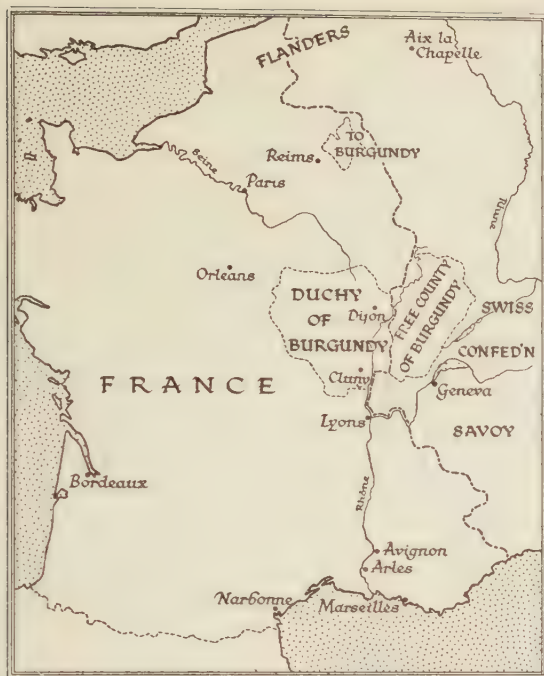 FLANDERS
Aix la
Chapelle
TO
BURGUNDY
Reims
Seine
Paris
Rhine
Orleans
DUCHY
OF
BURGUNDY
Dijon
FREE COUNTY
OF BURGUNDY
SWISS
CONFED'N
Cluny
Geneva
FRANCE
Lyons
SAVOY
Bordeaux
Rhône
Avignon
Arles
Narbonne
Marseilles